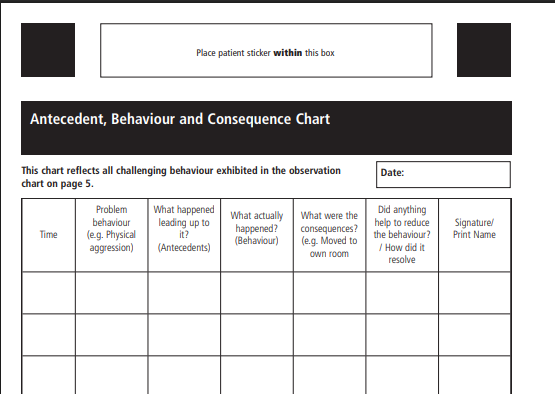 Place patient sticker within this box
Antecedent, Behaviour and Consequence Chart
This chart reflects all challenging behaviour exhibited in the observation
chart on page 5.
Date:
Time
Problem
behaviour
(e.g. Physical
aggression)
What happened
leading up to
it?
(Antecedents)
What actually
happened?
(Behaviour)
What were the
consequences?
(e.g. Moved to
own room
Did anything
help to reduce
the behaviour?
/ How did it
resolve
Signature/
Print Name